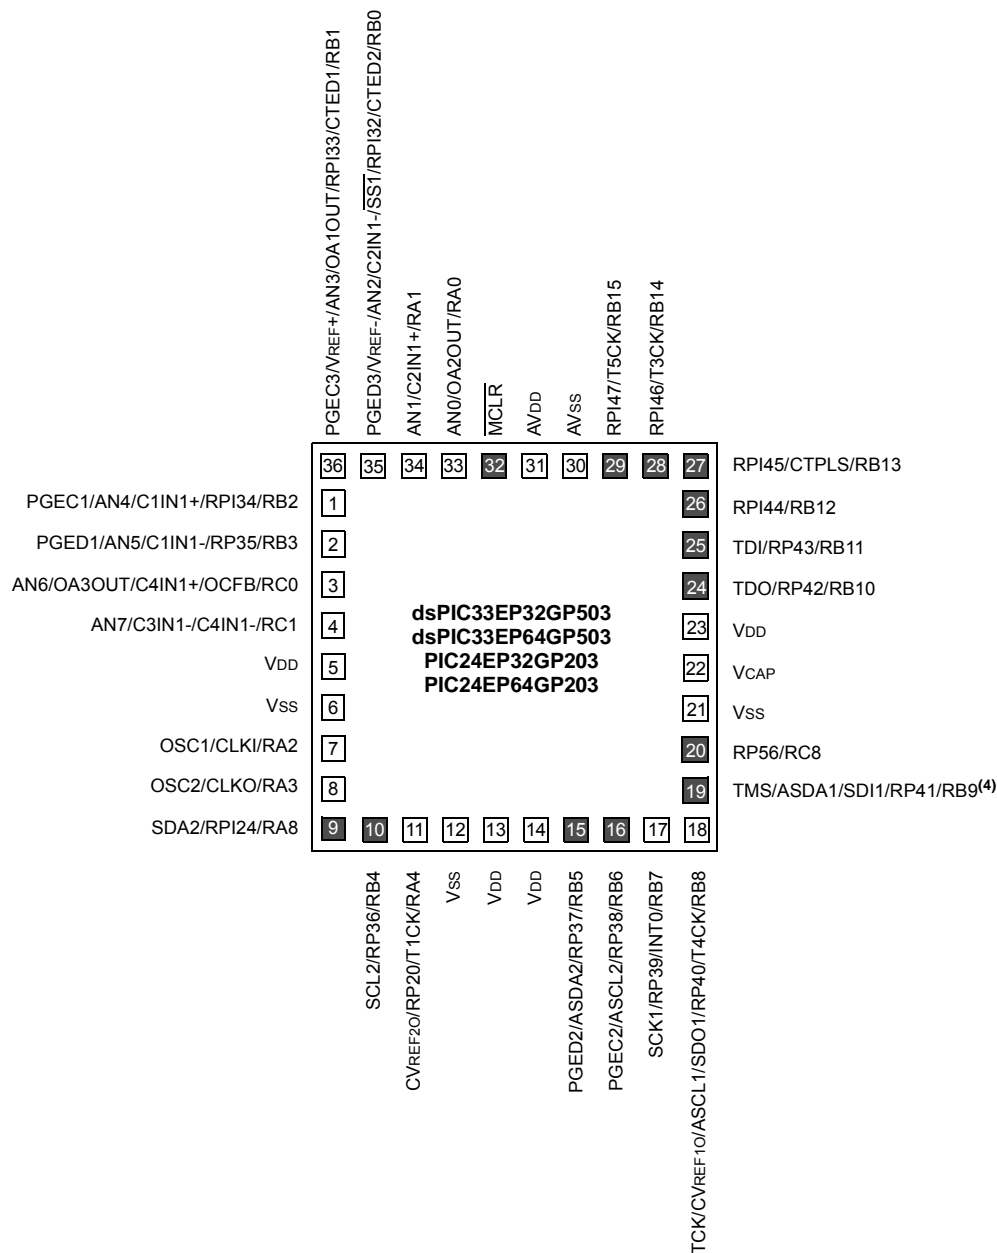 PGEC3/VREF+/AN3/OA1OUT/RPI33/CTED1/RB1
PGED3/VREF-/AN2/C2IN1-/SS1/RPI32/CTED2/RB0
AN1/C2IN1+/RA1
AN0/OA2OUT/RA0
MCLR
AVDD
AVSS
RPI47/T5CK/RB15
RPI46/T3CK/RB14
36 35 34 33 32 31 30 29 28 27 RPI45/CTPLS/RB13
PGEC1/AN4/C1IN1+/RPI34/RB2 1 26 RPI44/RB12
PGED1/AN5/C1IN1-/RP35/RB3 2 25 TDI/RP43/RB11
AN6/OA3OUT/C4IN1+/OCFB/RC0 3 24 TDO/RP42/RB10
AN7/C3IN1-/C4IN1-/RC1 4 23 VDD
VDD 5 22 VCAP
VSS 6 21 VSS
OSC1/CLKI/RA2 7 20 RP56/RC8
OSC2/CLKO/RA3 8 19 TMS/ASDA1/SDI1/RP41/RB9(4)
SDA2/RPI24/RA8 9 10 11 12 13 14 15 16 17 18
dsPIC33EP32GP503
dsPIC33EP64GP503
PIC24EP32GP203
PIC24EP64GP203
SCL2/RP36/RB4
CVREF2O/RP20/T1CK/RA4
VSS
VDD
VDD
PGED2/ASDA2/RP37/RB5
PGEC2/ASCL2/RP38/RB6
SCK1/RP39/INT0/RB7
TCK/CVREF1O/ASCL1/SDO1/RP40/T4CK/RB8